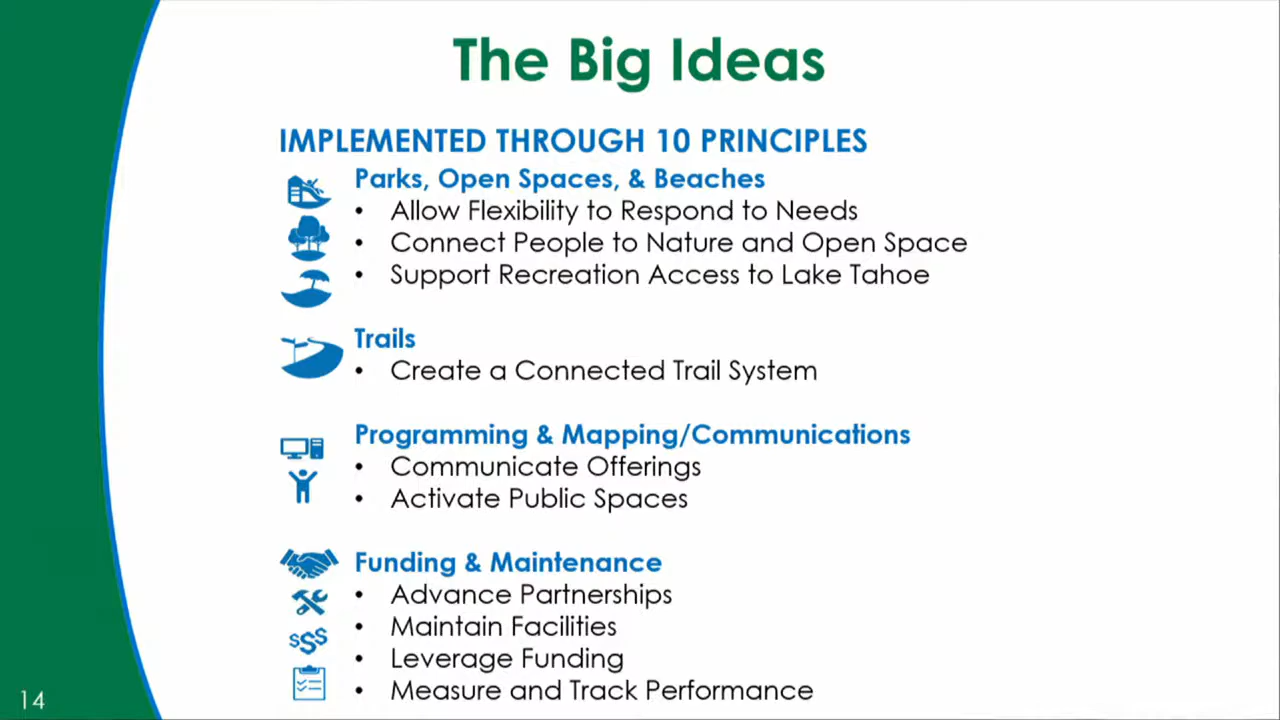 The Big Ideas
IMPLEMENTED THROUGH 10 PRINCIPLES
Parks, Open Spaces, & Beaches
• Allow Flexibility to Respond to Needs
• Connect People to Nature and Open Space
• Support Recreation Access to Lake Tahoe
Trails
• Create a Connected Trail System
Programming & Mapping/Communications
• Communicate Offerings
• Activate Public Spaces
Funding & Maintenance
• Advance Partnerships
• Maintain Facilities
$$$
• Leverage Funding
• Measure and Track Performance
14